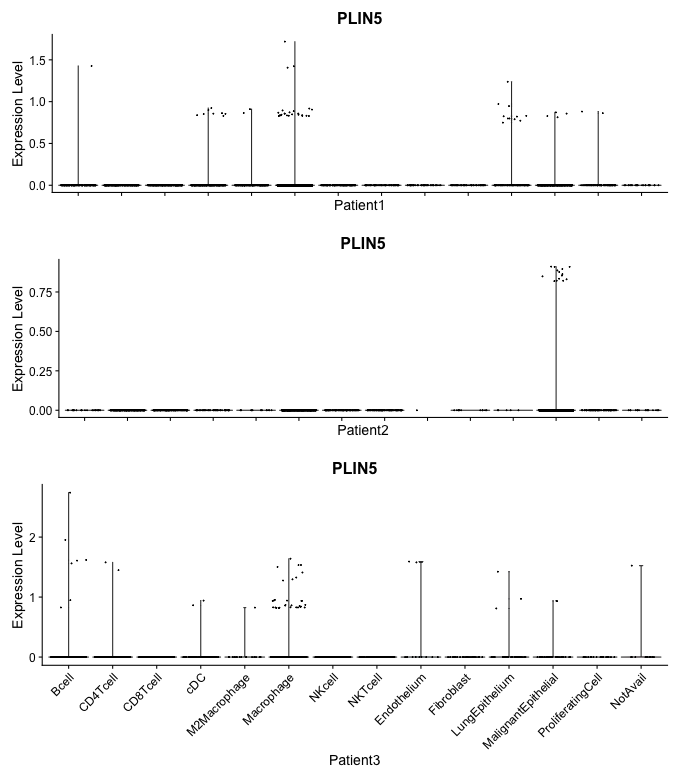 PLIN5
Expression Level
1.5
1.0
0.5
0.0
Patient1
PLIN5
Expression Level
0.75
0.50
0.25
0.00
Patient2
PLIN5
Expression Level
2
1
0
Bcell
CD4Tcell
CD8Tcell
cDC
M2Macrophage
Macrophage
NKcell
NKTcell
Endothelium
Fibroblast
LungEpithelium
MalignantEpithelial
ProliferatingCell
NotAvail
Patient3